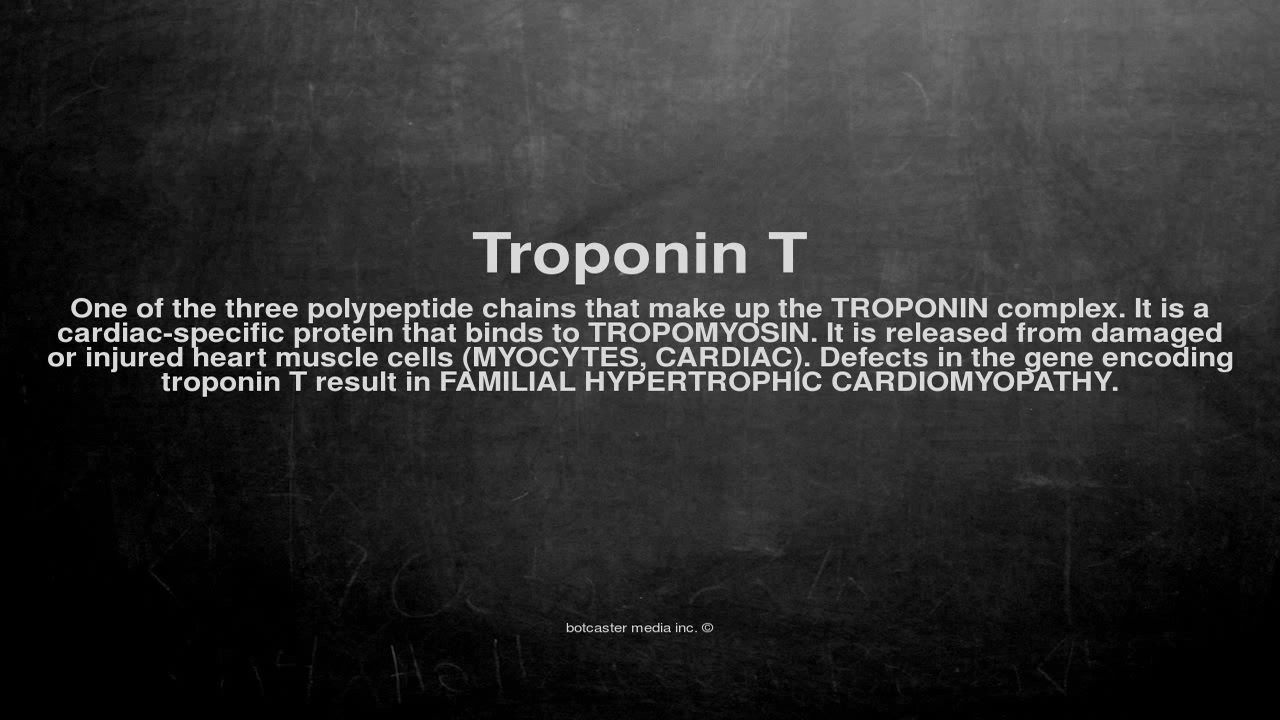 Troponin T
One of the three polypeptide chains that make up the TROPONIN complex. It is a
cardiac-specific protein that binds to TROPOMYOSIN. It is released from damaged
or injured heart muscle cells (MYOCYTES, CARDIAC). Defects in the gene encoding
troponin T result in FAMILIAL HYPERTROPHIC CARDIOMYOPATHY.
botcaster media inc. ©